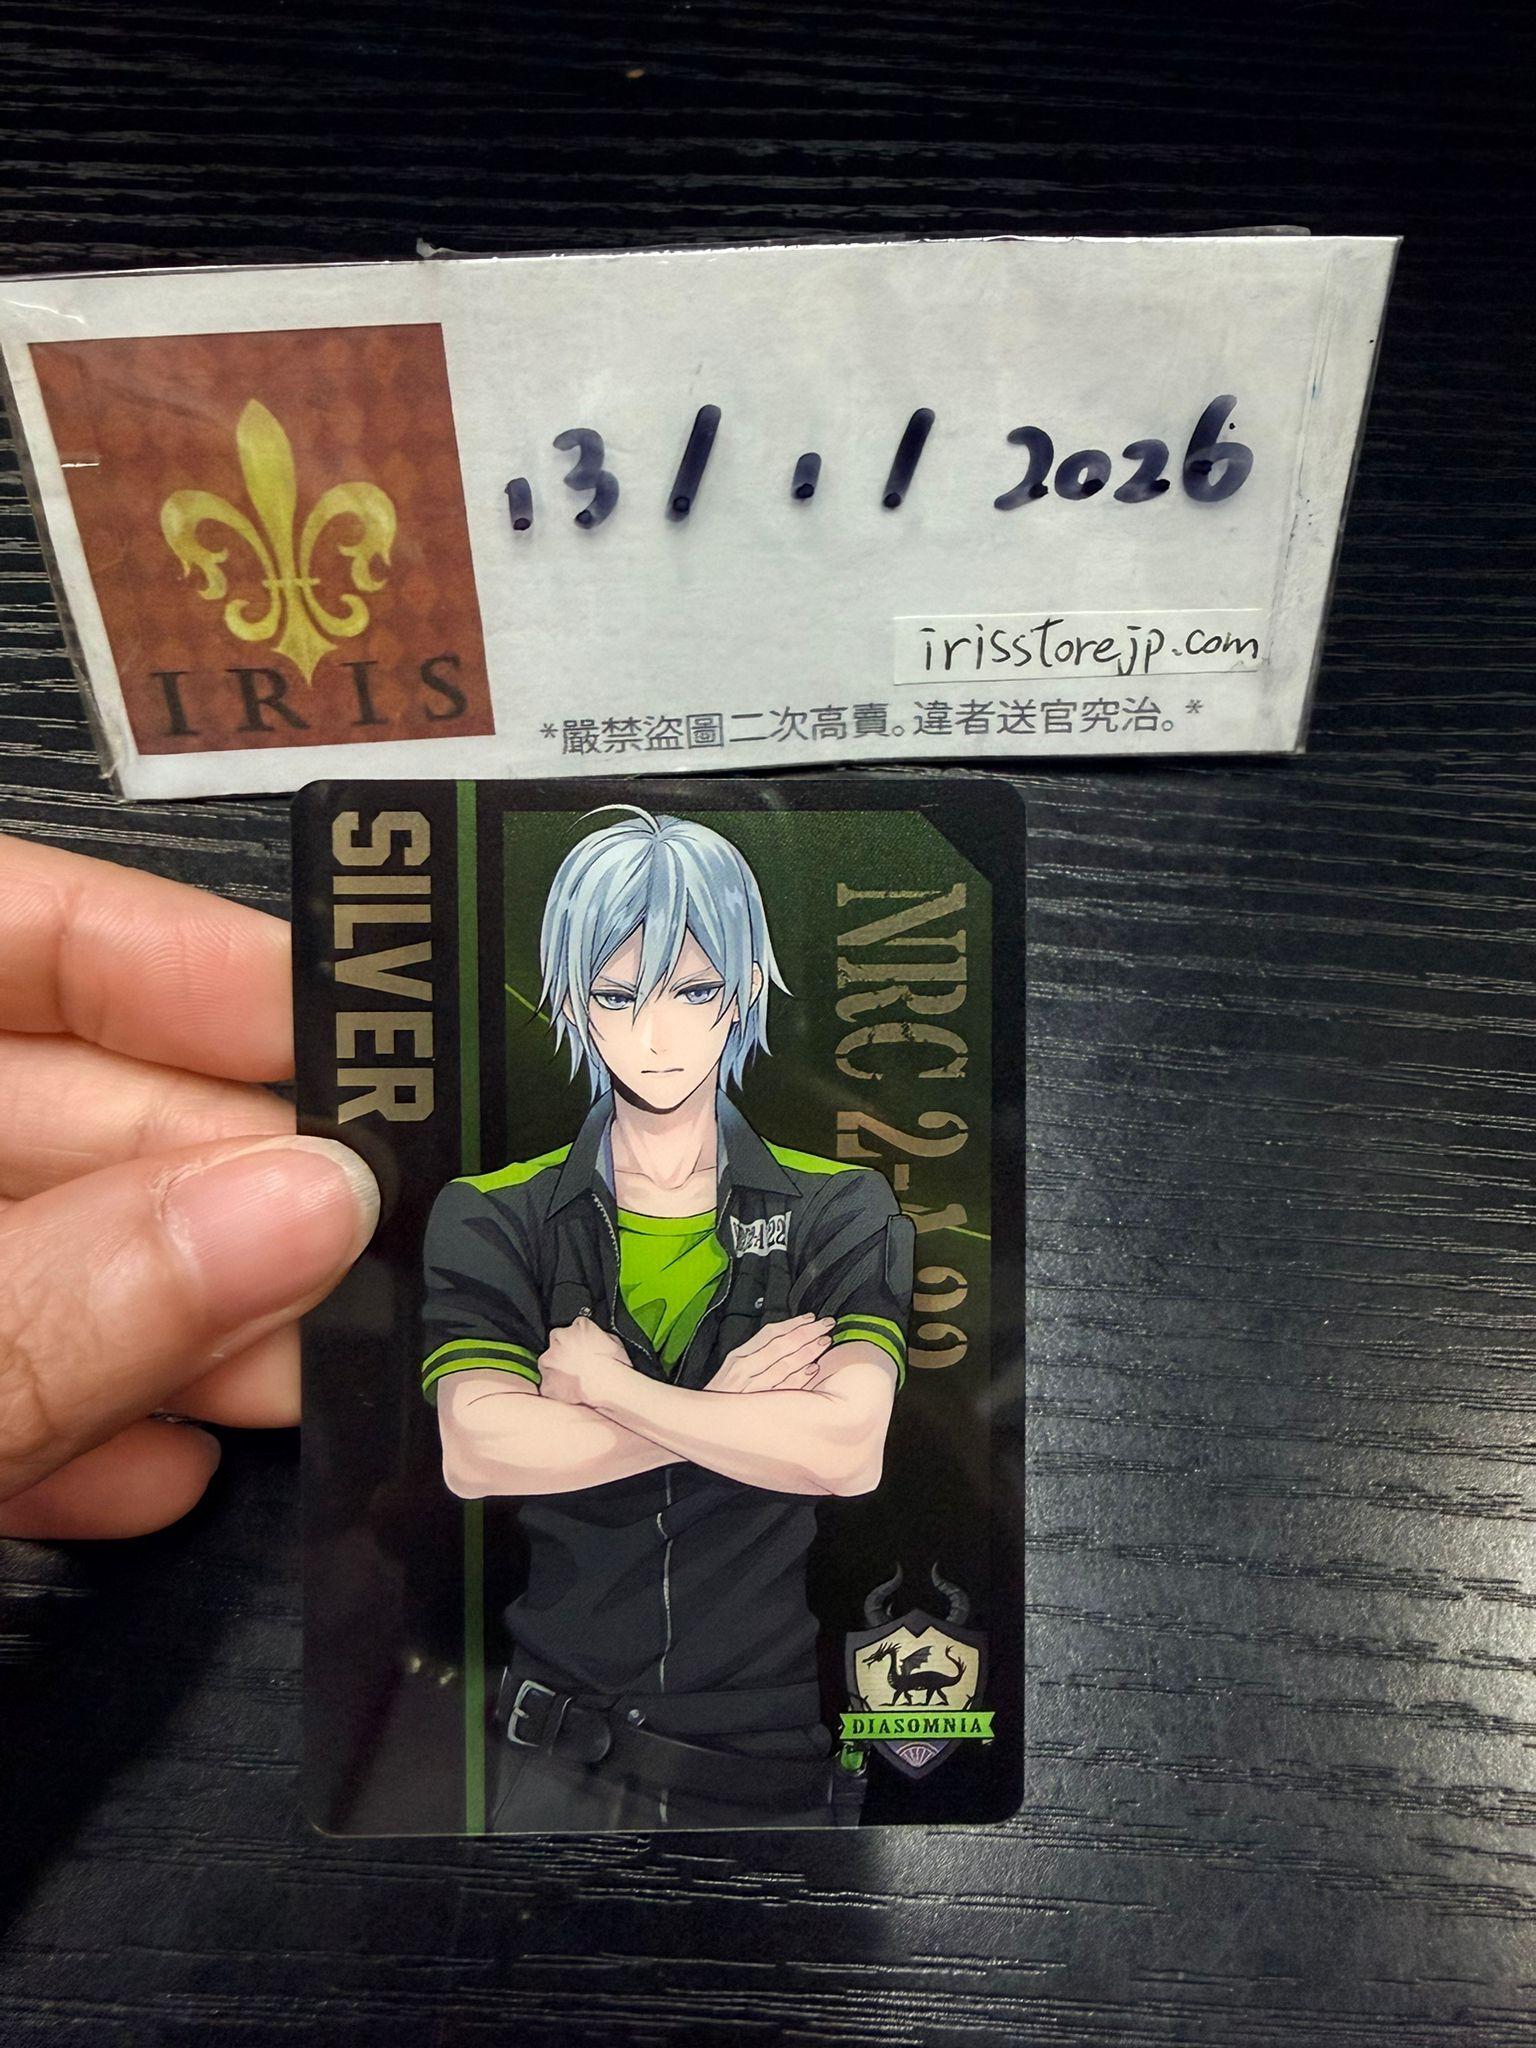 13/1/2026
irisstorejp.com
IRIS
*嚴禁盜圖二次高賣。違者送官究治。*
SILVER
NRC 2-A
DIASOMNIA